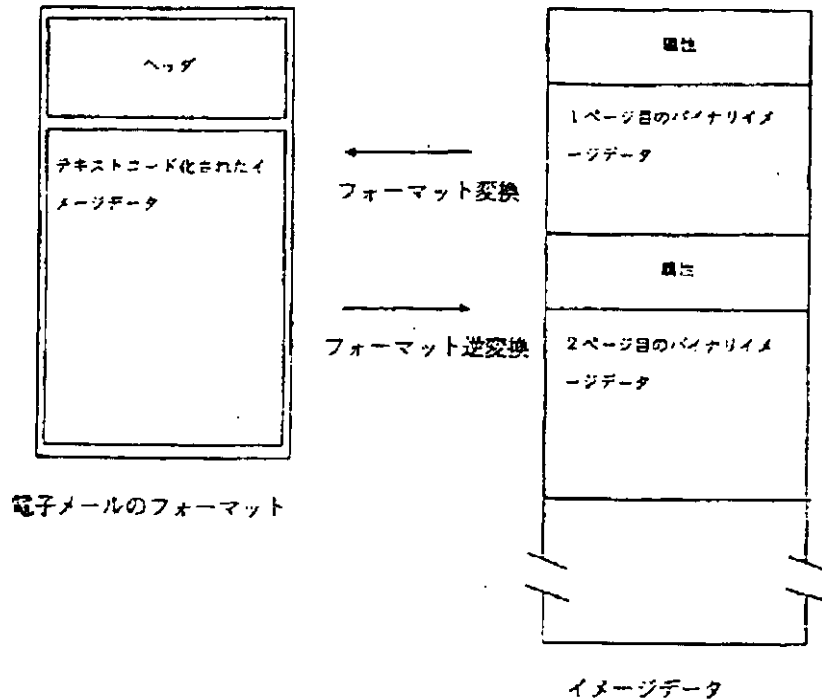 ヘッダ
テキストコード化されたイ
メージデータ
電子メールのフォーマット
フォーマット変換
フォーマット逆変換
属性
1ページ目のバイナリイメ
ージデータ
属性
2ページ目のバイナリイメ
ージデータ
イメージデータ